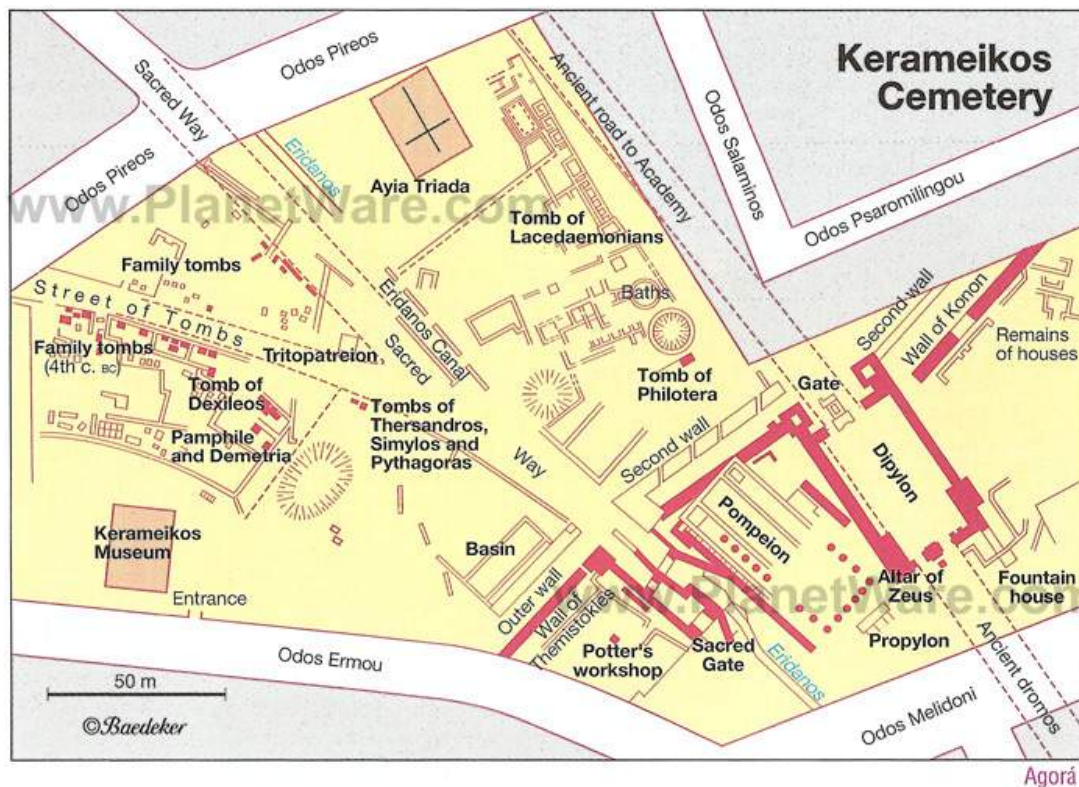 Kerameikos
Cemetery
Odos Pireos
Sacred Way
Ancient road to Academy
Odos Salaminos
Odos Psaromilingou
Odos Pireos
Eridanos
Ayia Triada
www.PlanetWare.com
Tomb of
Lacedaemonians
Family tombs
Street of Tombs
Eridanos Canal
Baths
Second wall
Wall of Konon
Remains
of houses
Family tombs
(4th c. BC)
Tritopatreion
Sacred
Tomb of
Philotera
Gate
Tomb of
Dexileos
Tombs of
Thersandros,
Simylos and
Pythagoras
Pamphile
and Demetria
Way
Second wall
Dipylon
Pompeion
Kerameikos
Museum
Basin
Entrance
Outer wall
Wall of
Themistokles
www.PlanetWare.com
Altar of
Zeus
Fountain
house
Potter's
workshop
Sacred
Gate
Propylon
Eridanos
Ancient dromos
Odos Ermou
Odos Melidoni
50 m
©Baedeker
Agorá